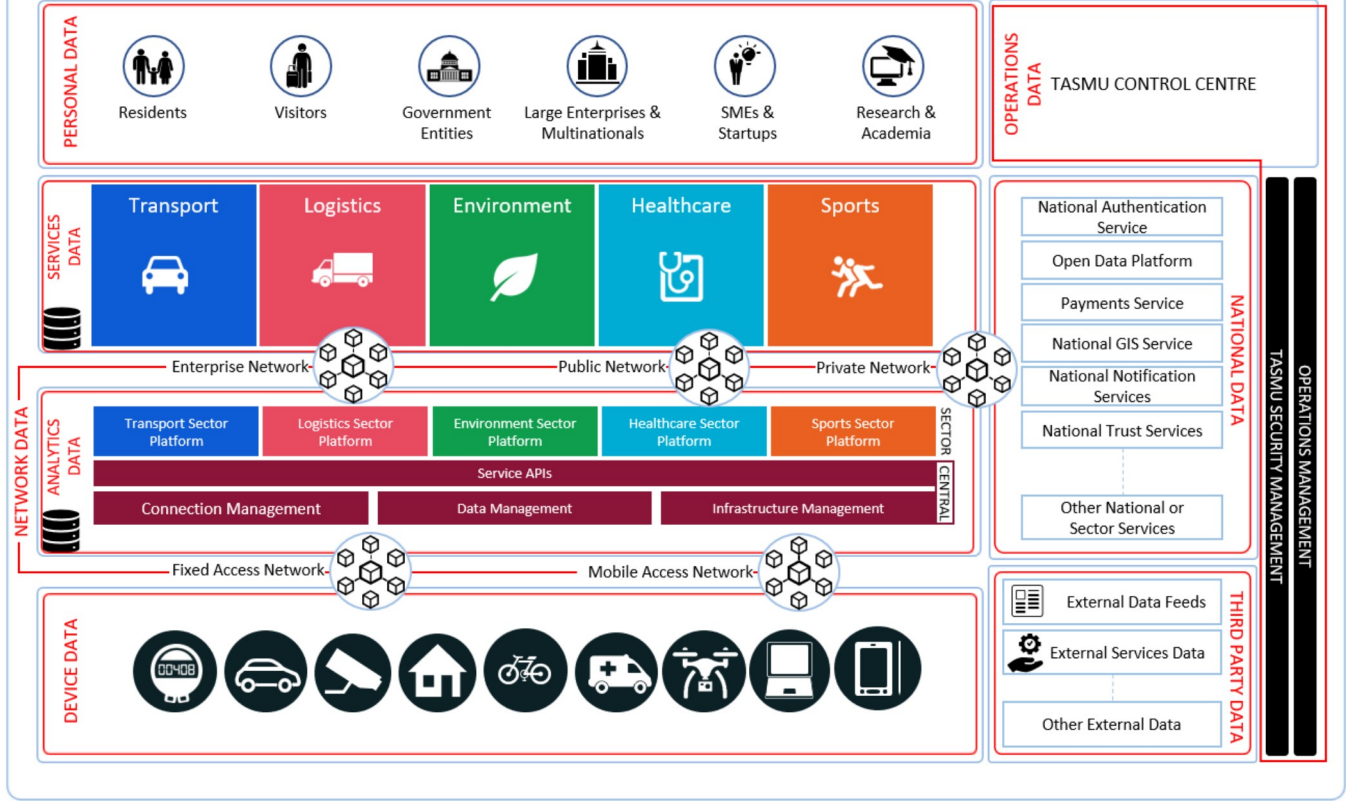 PERSONAL DATA
Residents
Visitors
Government
Entities
Large Enterprises &
Multinationals
SMEs &
Startups
Research &
Academia
OPERATIONS
DATA
TASMU CONTROL CENTRE
SERVICES
DATA
Transport
Logistics
Environment
Healthcare
Sports
Enterprise Network
Public Network
Private Network
NETWORK DATA
ANALYTICS
DATA
Transport Sector
Platform
Logistics Sector
Platform
Environment Sector
Platform
Healthcare Sector
Platform
Sports Sector
Platform
SECTOR
Service APIs
CENTRAL
Connection Management
Data Management
Infrastructure Management
Fixed Access Network
Mobile Access Network
DEVICE DATA
00408
National Authentication
Service
Open Data Platform
Payments Service
National GIS Service
National Notification
Services
National Trust Services
Other National or
Sector Services
NATIONAL DATA
External Data Feeds
External Services Data
Other External Data
THIRD PARTY DATA
TASMU SECURITY MANAGEMENT
OPERATIONS MANAGEMENT